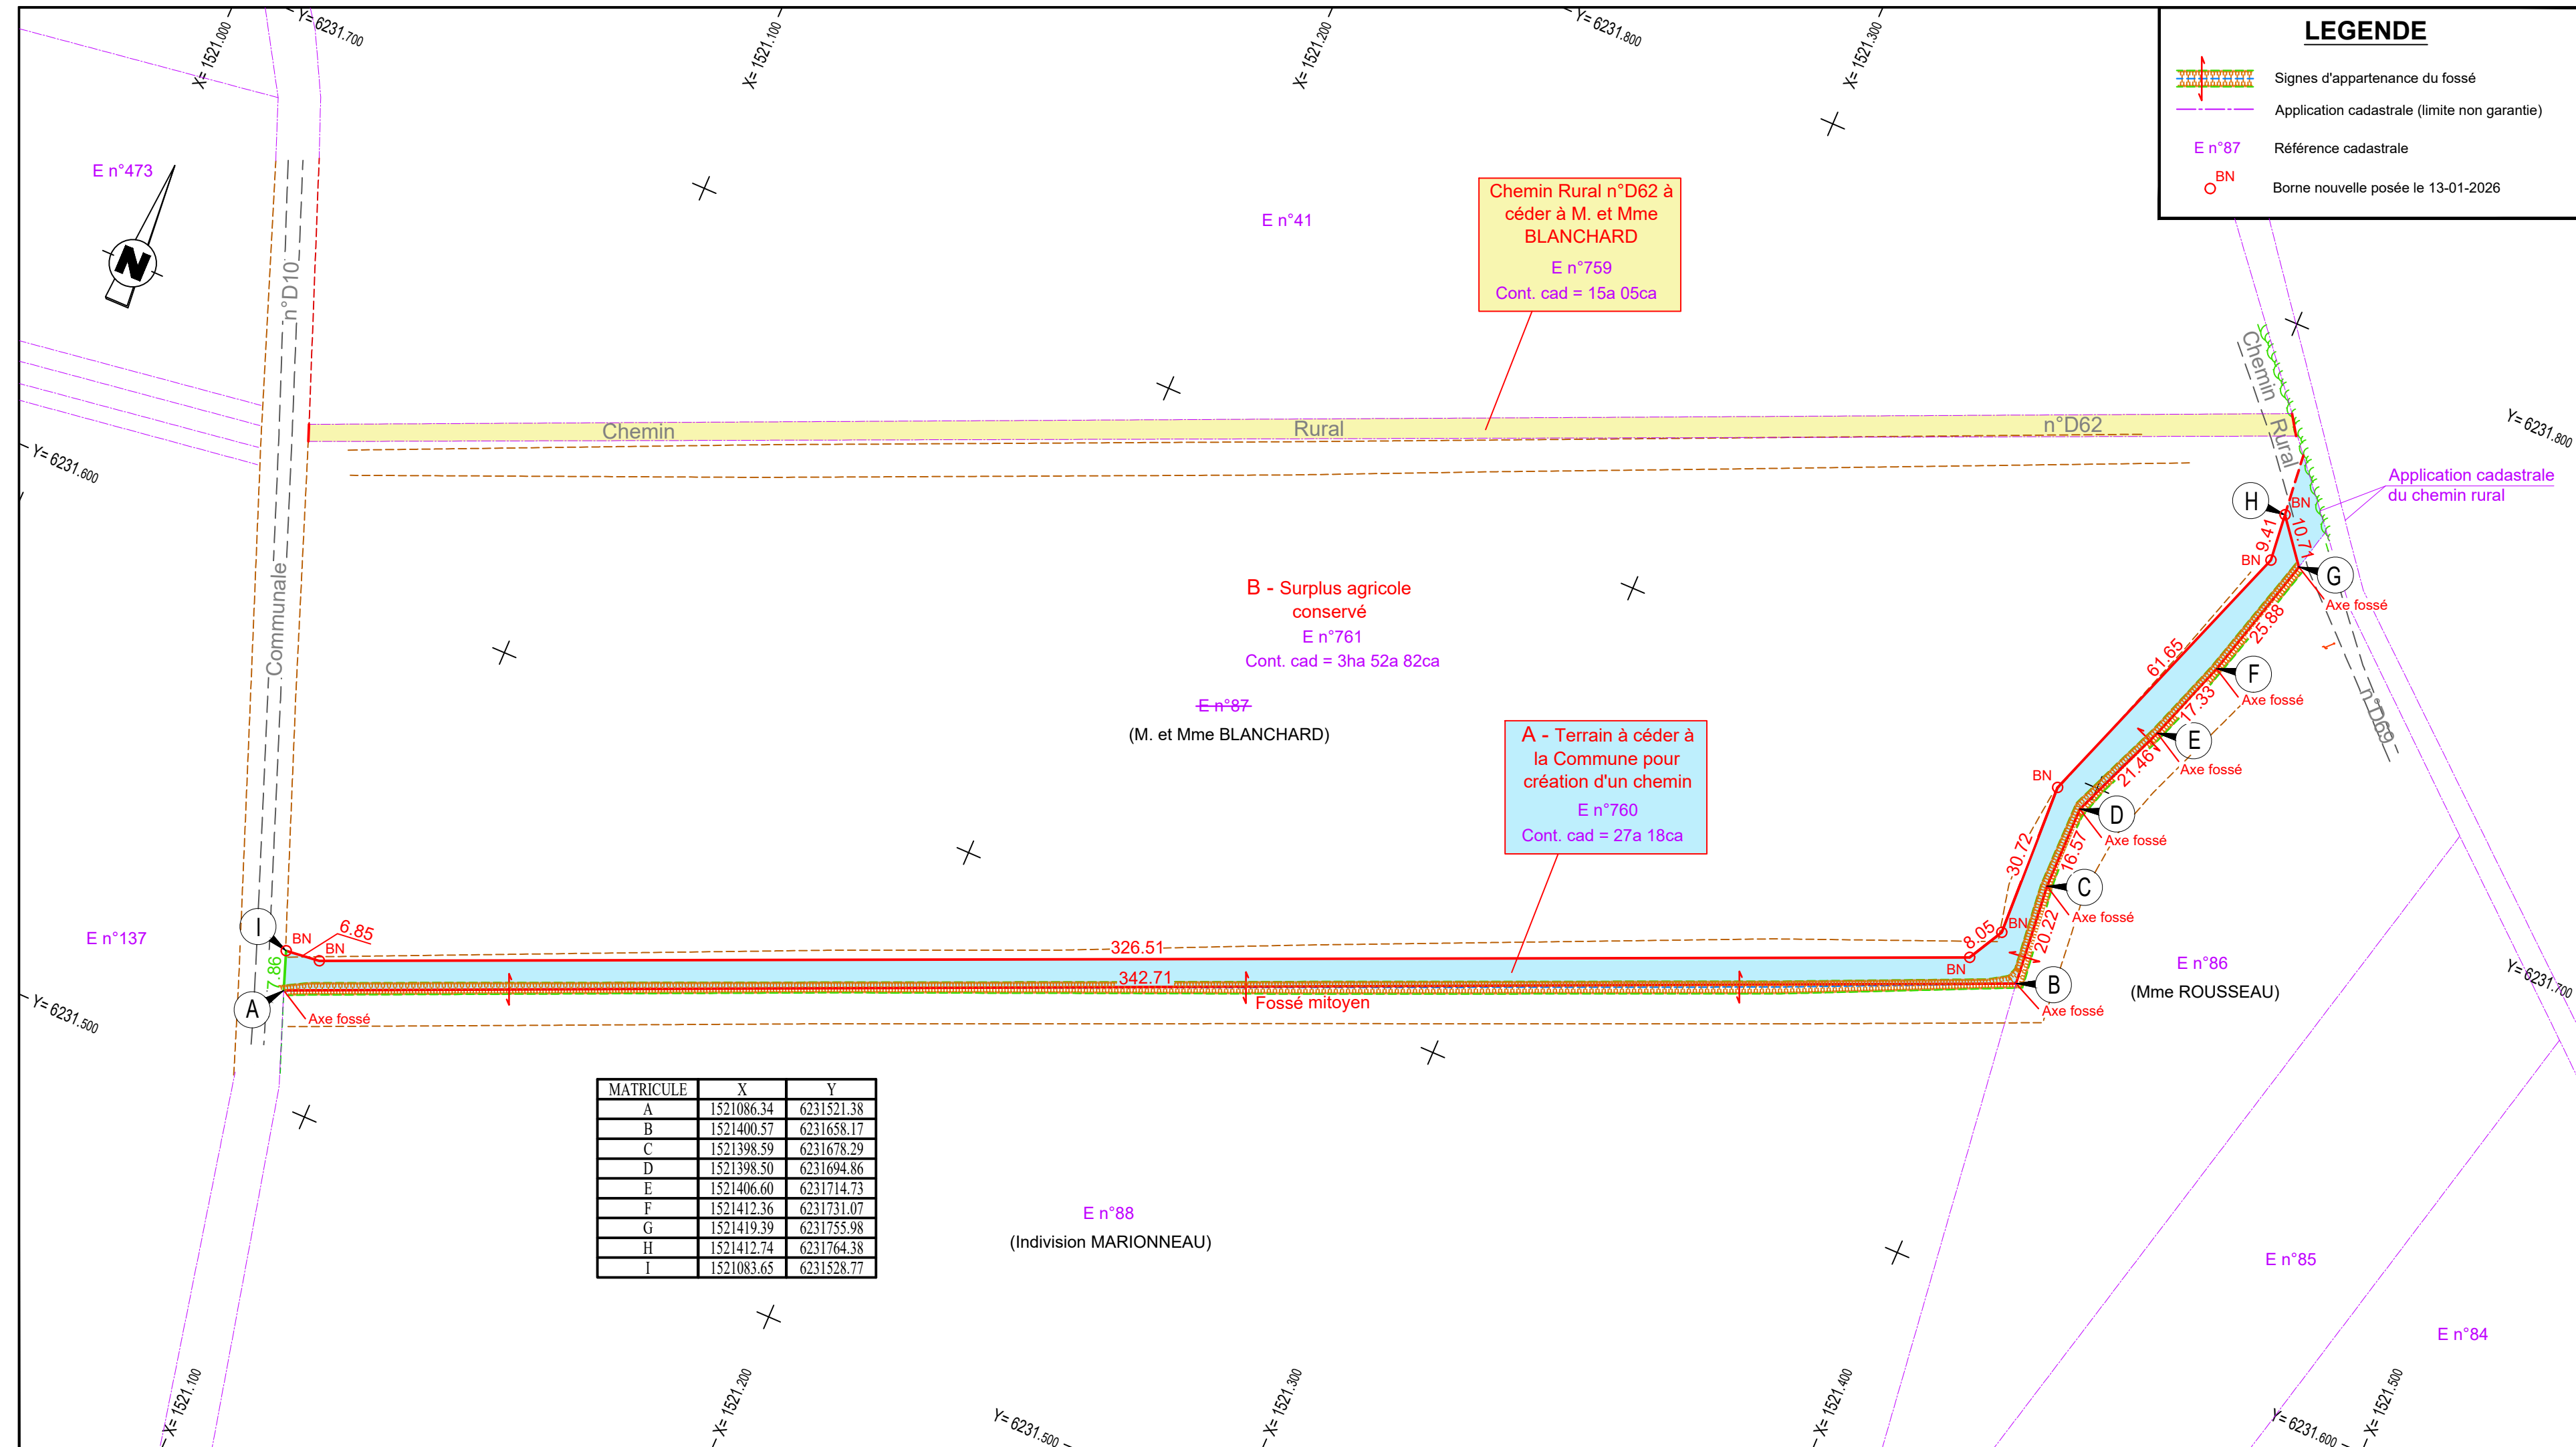 X= 1521.000
Y= 6231.700
X= 1521.100
X= 1521.200
Y= 6231.800
X= 1521.300
LEGENDE
Signes d'appartenance du fossé
Application cadastrale (limite non garantie)
E n°87
Référence cadastrale
BN
Borne nouvelle posée le 13-01-2026
E n°473
N
n°D10
Communale
E n°41
Chemin Rural n°D62 à
céder à M. et Mme
BLANCHARD
E n°759
Cont. cad = 15a 05ca
Chemin
Rural
n°D62
Chemin
Rural
n°D69
Y= 6231.600
Y= 6231.800
Application cadastrale
du chemin rural
H
BN
9.41
10.71
BN
G
Axe fossé
25.88
61.65
F
Axe fossé
17.33
E
Axe fossé
21.46
BN
D
Axe fossé
16.57
30.72
C
Axe fossé
20.22
BN
8.05
BN
B
Axe fossé
B - Surplus agricole
conservé
E n°761
Cont. cad = 3ha 52a 82ca
E n°87
(M. et Mme BLANCHARD)
A - Terrain à céder à
la Commune pour
création d'un chemin
E n°760
Cont. cad = 27a 18ca
E n°137
I
BN
6.85
BN
7.86
A
Axe fossé
326.51
342.71
Fossé mitoyen
E n°86
(Mme ROUSSEAU)
Y= 6231.500
Y= 6231.700
MATRICULE X Y
A 1521086.34 6231521.38
B 1521400.57 6231658.17
C 1521398.59 6231678.29
D 1521398.50 6231694.86
E 1521406.60 6231714.73
F 1521412.36 6231731.07
G 1521419.39 6231755.98
H 1521412.74 6231764.38
I 1521083.65 6231528.77
E n°88
(Indivision MARIONNEAU)
E n°85
E n°84
X= 1521.100
X= 1521.200
Y= 6231.500
X= 1521.300
X= 1521.400
Y= 6231.600
X= 1521.500